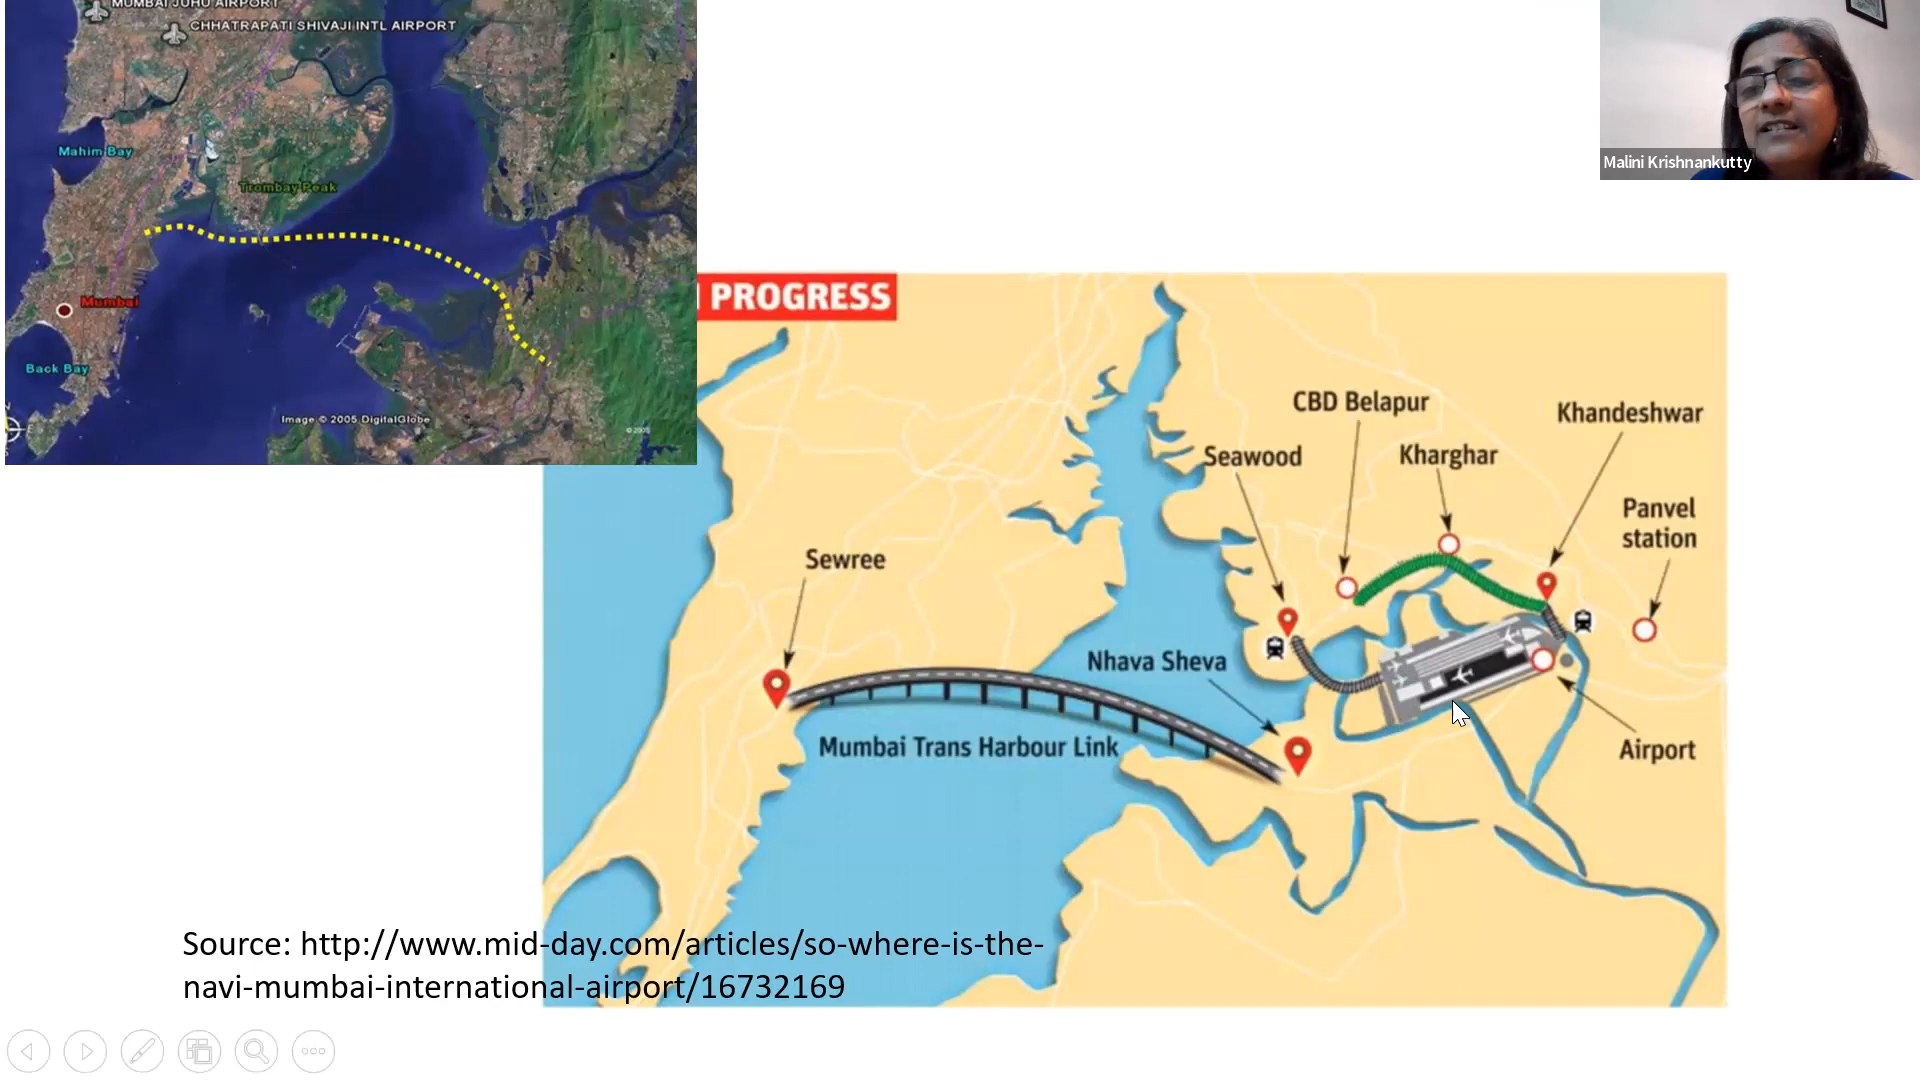 MUMBAI JUHU AIRPORT
CHHATRAPATI SHIVAJI INTL AIRPORT
Mahim Bay
Trombay Peak
Mumbai
Back Bay
Image © 2005 DigitalGlobe
© 2005
Malini Krishnankutty
PROGRESS
CBD Belapur
Khandeshwar
Seawood
Kharghar
Panvel
station
Sewree
Nhava Sheva
Mumbai Trans Harbour Link
Airport
Source: http://www.mid-day.com/articles/so-where-is-the-
navi-mumbai-international-airport/16732169